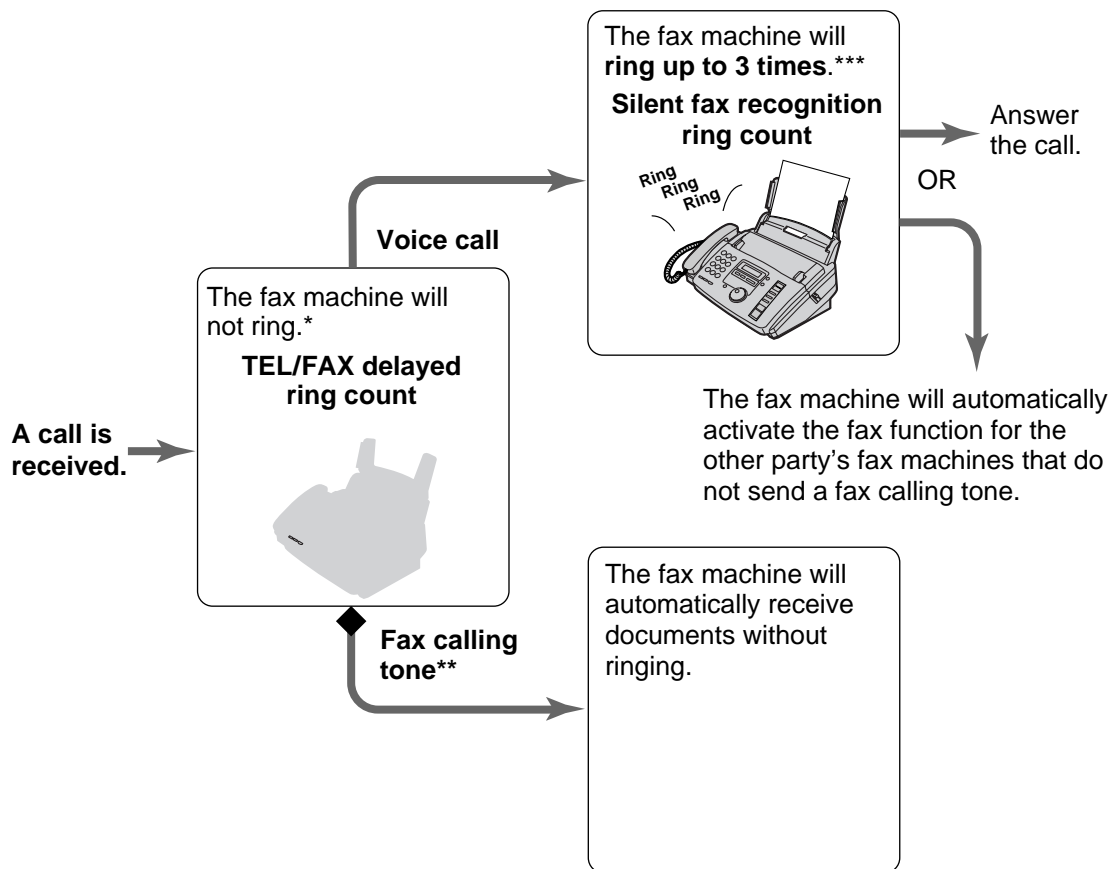 The fax machine will
ring up to 3 times.***
Silent fax recognition
ring count
Ring
Ring
Ring
Answer
the call.
OR
Voice call
The fax machine will
not ring.*
TEL/FAX delayed
ring count
A call is
received.
The fax machine will automatically
activate the fax function for the
other party’s fax machines that do
not send a fax calling tone.
Fax calling
tone**
The fax machine will
automatically receive
documents without
ringing.